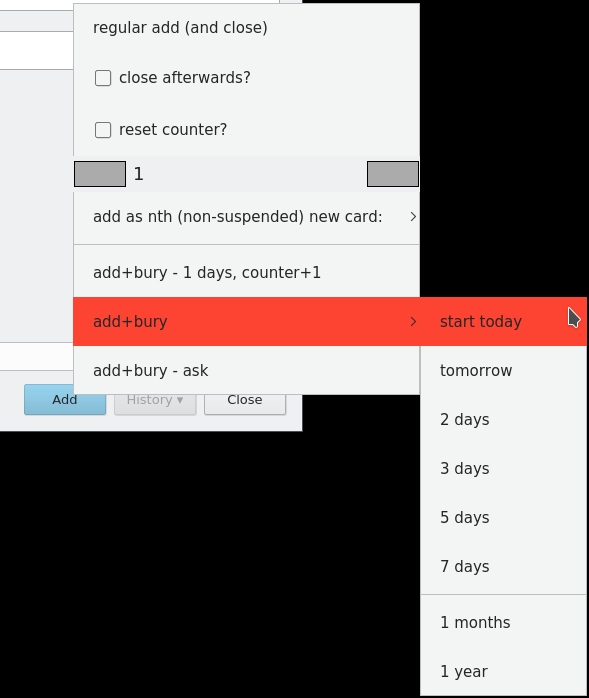 regular add (and close)
close afterwards?
reset counter?
1
add as nth (non-suspended) new card:
add+bury - 1 days, counter+1
add+bury
add+bury - ask
start today
tomorrow
2 days
3 days
5 days
7 days
1 months
1 year
Add
History ▾
Close